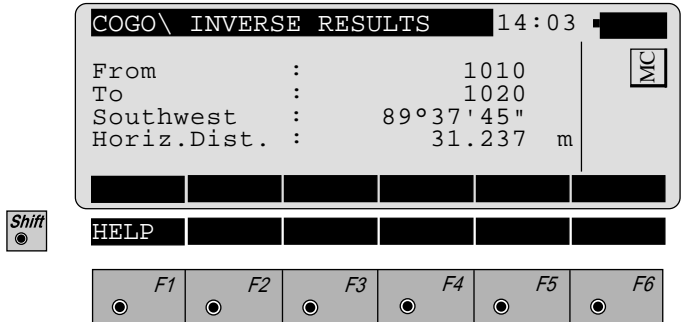 COGO\ INVERSE RESULTS 14:03
From : 1010
To : 1020
Southwest : 89°37'45"
Horiz.Dist. : 31.237 m
MC
Shift
HELP
F1 F2 F3 F4 F5 F6